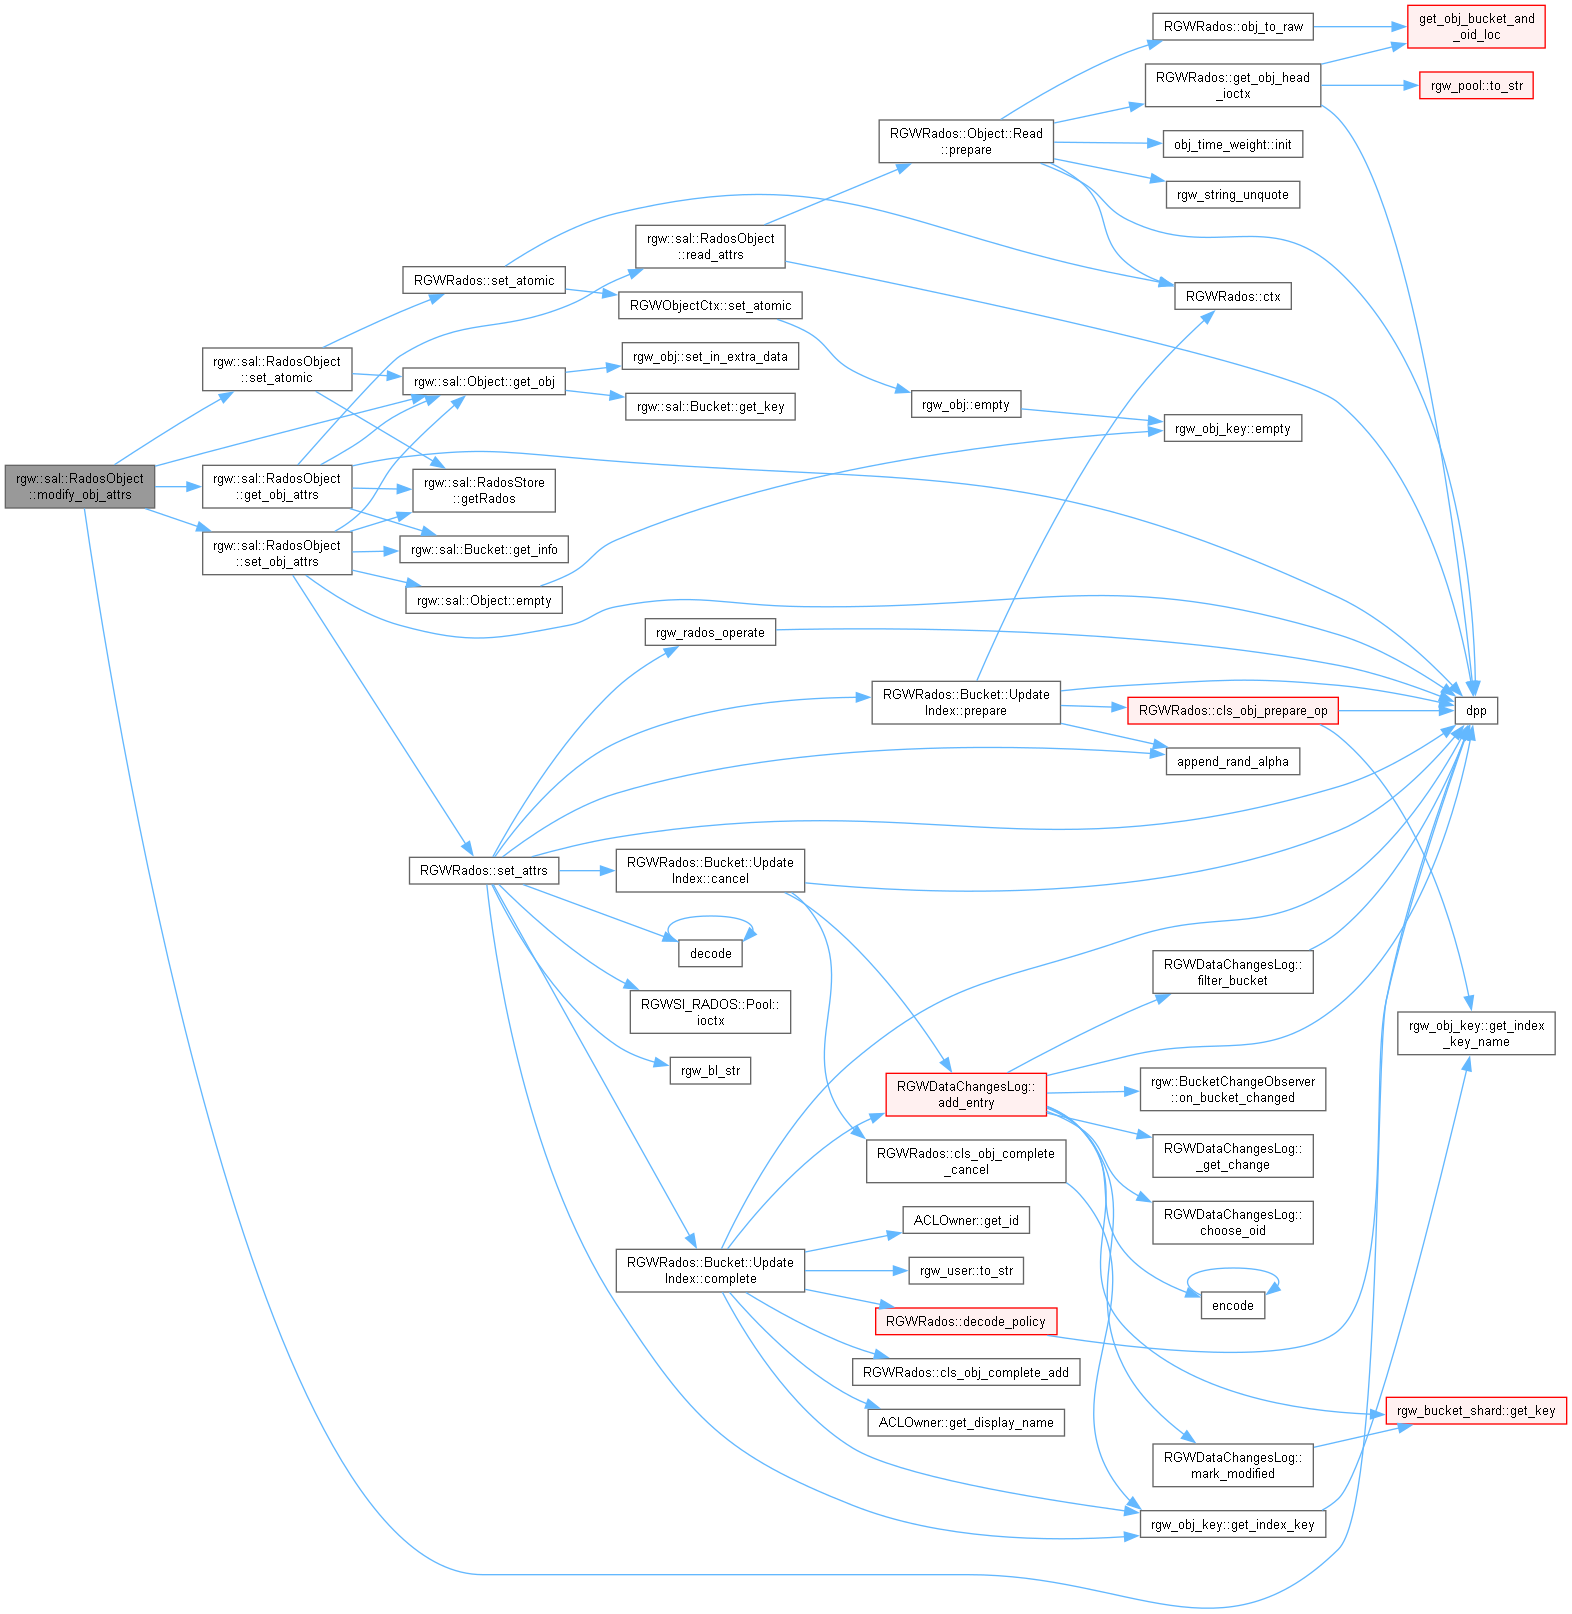 rgw::sal::RadosObject
::modify_obj_attrs
rgw::sal::RadosObject
::set_atomic
rgw::sal::RadosObject
::get_obj_attrs
rgw::sal::RadosObject
::set_obj_attrs
RGWRados::set_atomic
rgw::sal::Object::get_obj
rgw::sal::RadosStore
::getRados
rgw::sal::Bucket::get_info
rgw::sal::Object::empty
RGWRados::set_attrs
rgw::sal::RadosObject
::read_attrs
RGWObjectCtx::set_atomic
rgw_obj::set_in_extra_data
rgw::sal::Bucket::get_key
rgw_rados_operate
RGWRados::Bucket::Update
Index::cancel
decode
RGWSI_RADOS::Pool::
ioctx
rgw_bl_str
RGWRados::Bucket::Update
Index::complete
RGWRados::Object::Read
::prepare
rgw_obj::empty
RGWRados::Bucket::Update
Index::prepare
RGWDataChangesLog::
add_entry
RGWRados::cls_obj_complete
_cancel
ACLOwner::get_id
rgw_user::to_str
RGWRados::decode_policy
RGWRados::cls_obj_complete_add
ACLOwner::get_display_name
RGWRados::obj_to_raw
RGWRados::get_obj_head
_ioctx
obj_time_weight::init
rgw_string_unquote
RGWRados::ctx
rgw_obj_key::empty
RGWRados::cls_obj_prepare_op
append_rand_alpha
RGWDataChangesLog::
filter_bucket
rgw::BucketChangeObserver
::on_bucket_changed
RGWDataChangesLog::
_get_change
RGWDataChangesLog::
choose_oid
encode
RGWDataChangesLog::
mark_modified
rgw_obj_key::get_index_key
get_obj_bucket_and
_oid_loc
rgw_pool::to_str
dpp
rgw_obj_key::get_index
_key_name
rgw_bucket_shard::get_key